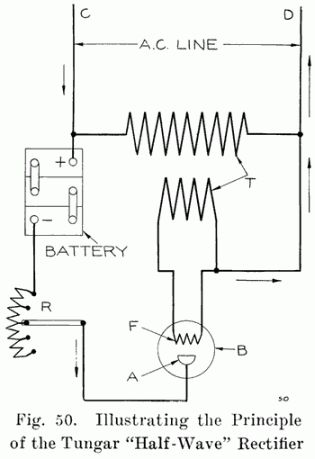 C D
A.C. LINE
T
+
-
BATTERY
R
F
B
A
50
Fig. 50. Illustrating the Principle
of the Tungar "Half-Wave" Rectifier